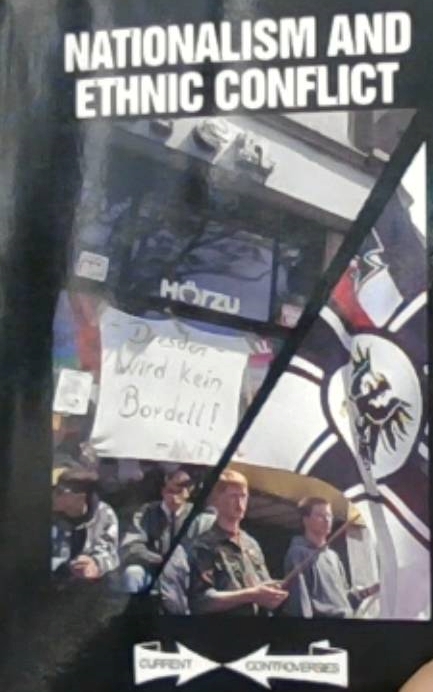 NATIONALISM AND
ETHNIC CONFLICT
HÖrzu
- Dresden -
wird kein
Bordell!
CURRENT CONTROVERSIES